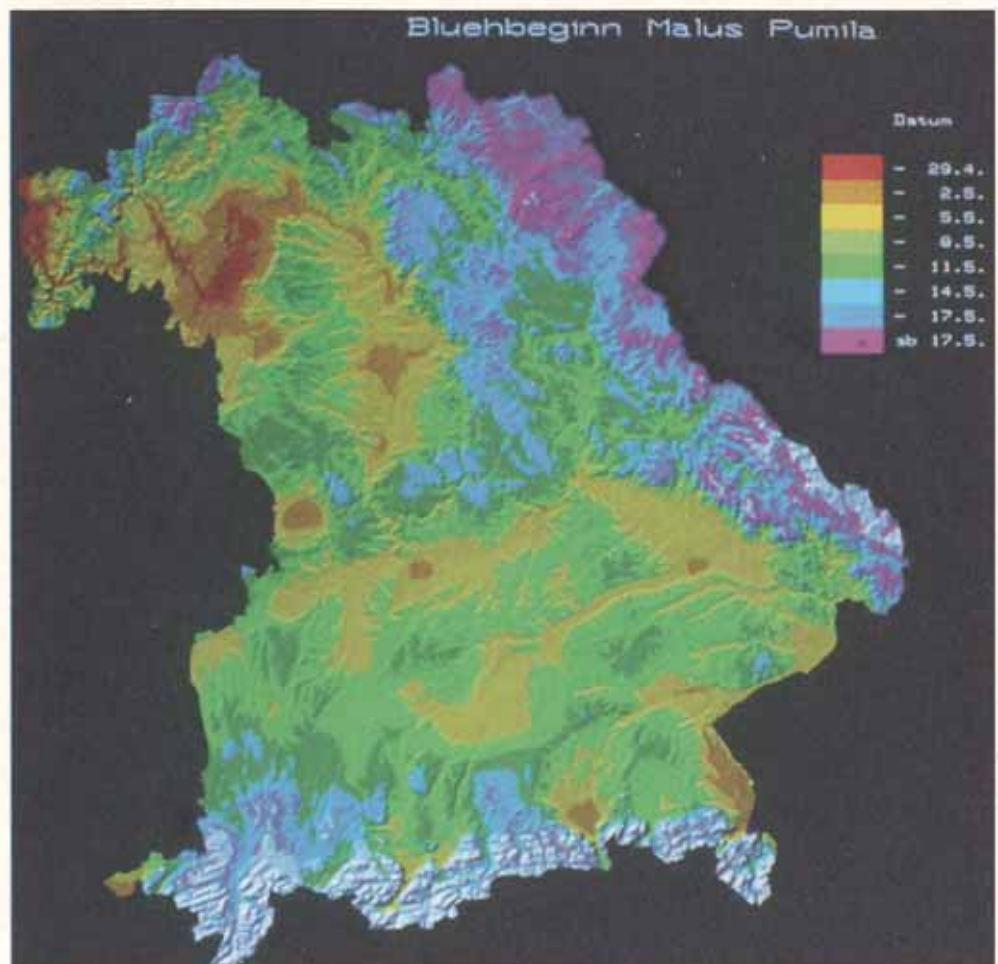 Bluehbeginn Malus Pumila
Datum
- 29.4.
- 2.5.
- 5.5.
- 8.5.
- 11.5.
- 14.5.
- 17.5.
ab 17.5.